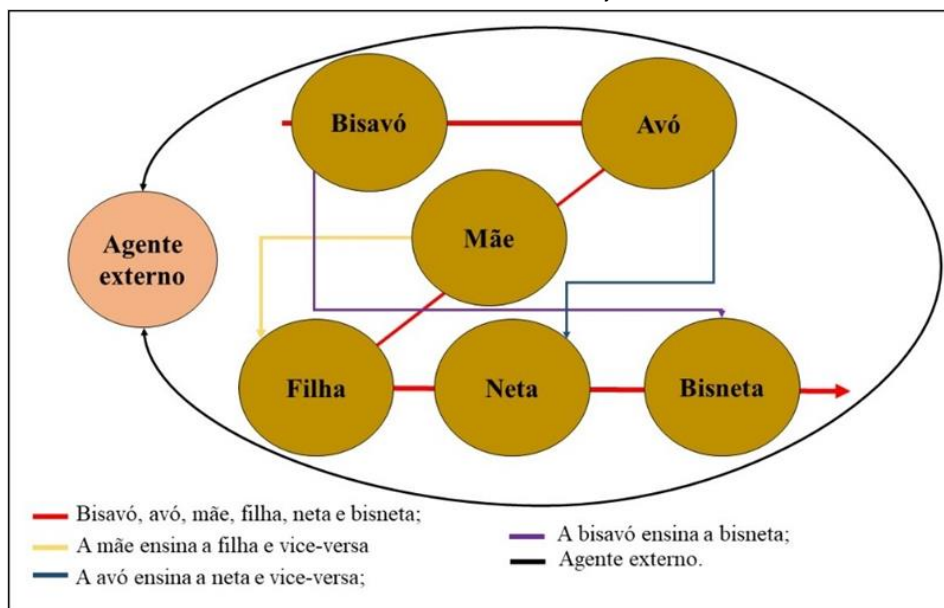 Bisavó
Avó
Mãe
Agente
externo
Filha
Neta
Bisneta
Bisavó, avó, mãe, filha, neta e bisneta;
A mãe ensina a filha e vice-versa
A avó ensina a neta e vice-versa;
A bisavó ensina a bisneta;
Agente externo.